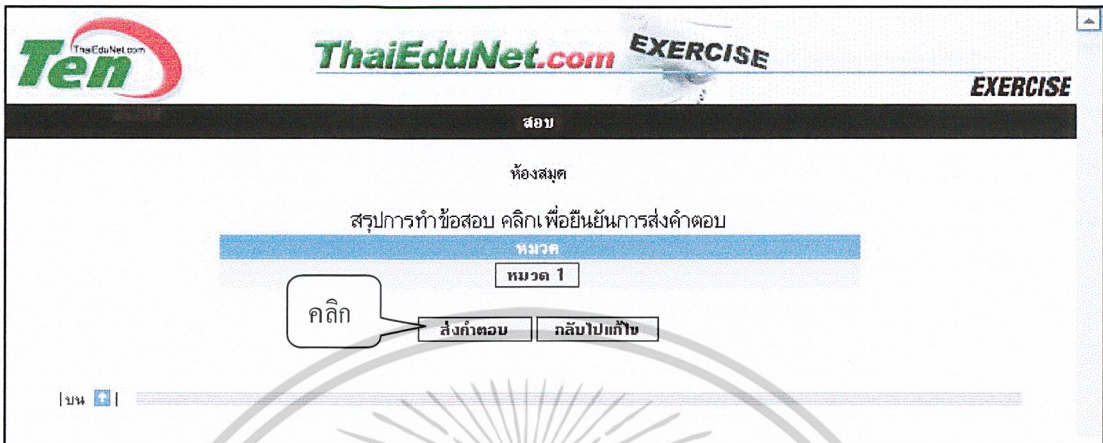 ThaiEduNet.com
Ten
ThaiEduNet.com EXERCISE
EXERCISE
สอบ
ห้องสมุด
สรุปการทำข้อสอบ คลิกเพื่อยืนยันการส่งคำตอบ
หมวด
หมวด 1
คลิก
ส่งคำตอบ กลับไปแก้ไข
|บน |